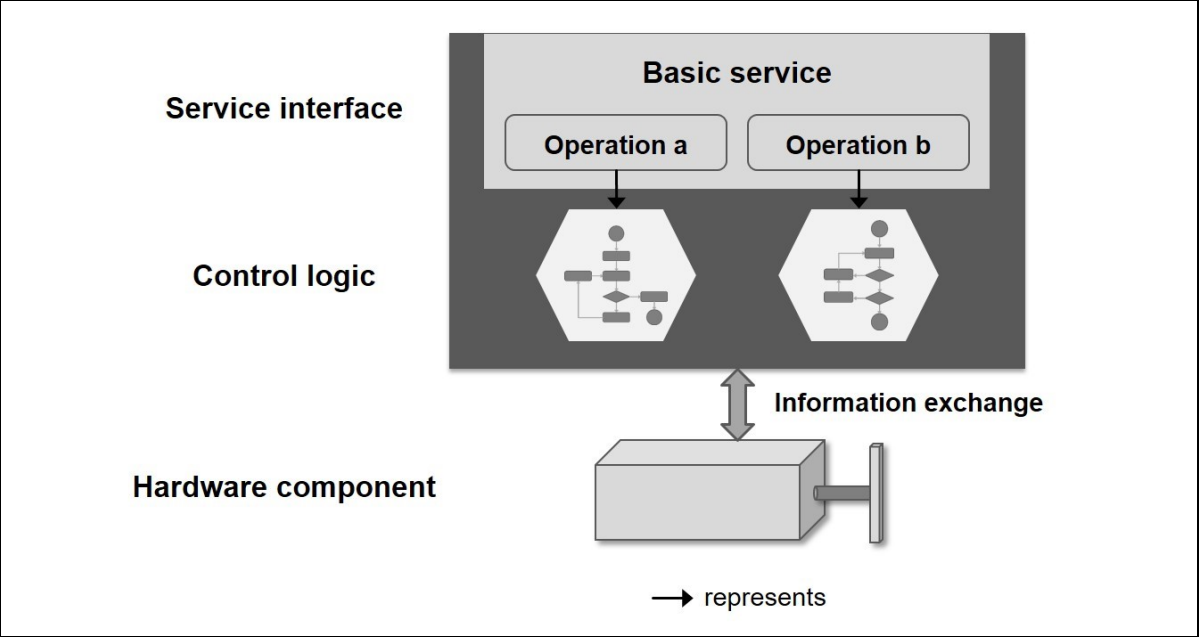 Basic service
Service interface
Operation a
Operation b
Control logic
Information exchange
Hardware component
represents